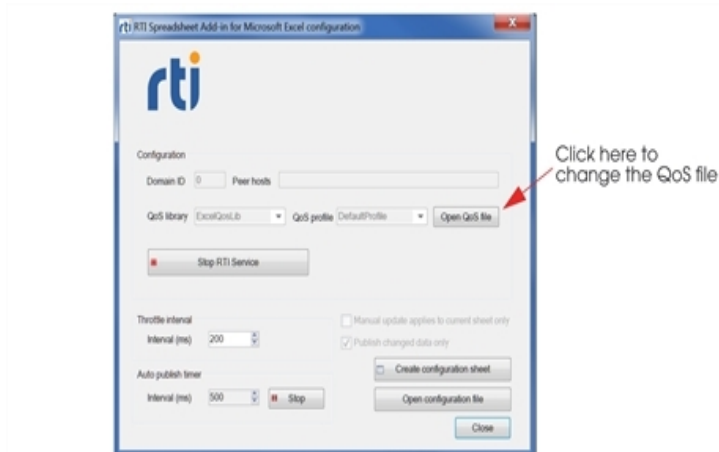 rti RTI Spreadsheet Add-in for Microsoft Excel configuration
rti
Configuration
Domain ID 0 Peer hosts
Click here to
change the QoS file
QoS library ExcelQosLib QoS profile DefaultProfile Open QoS file
Stop RTI Service
Throttle interval
Interval (ms) 200
Manual update applies to current sheet only
Publish changed data only
Auto publish timer
Interval (ms) 500 Stop
Create configuration sheet
Open configuration file
Close